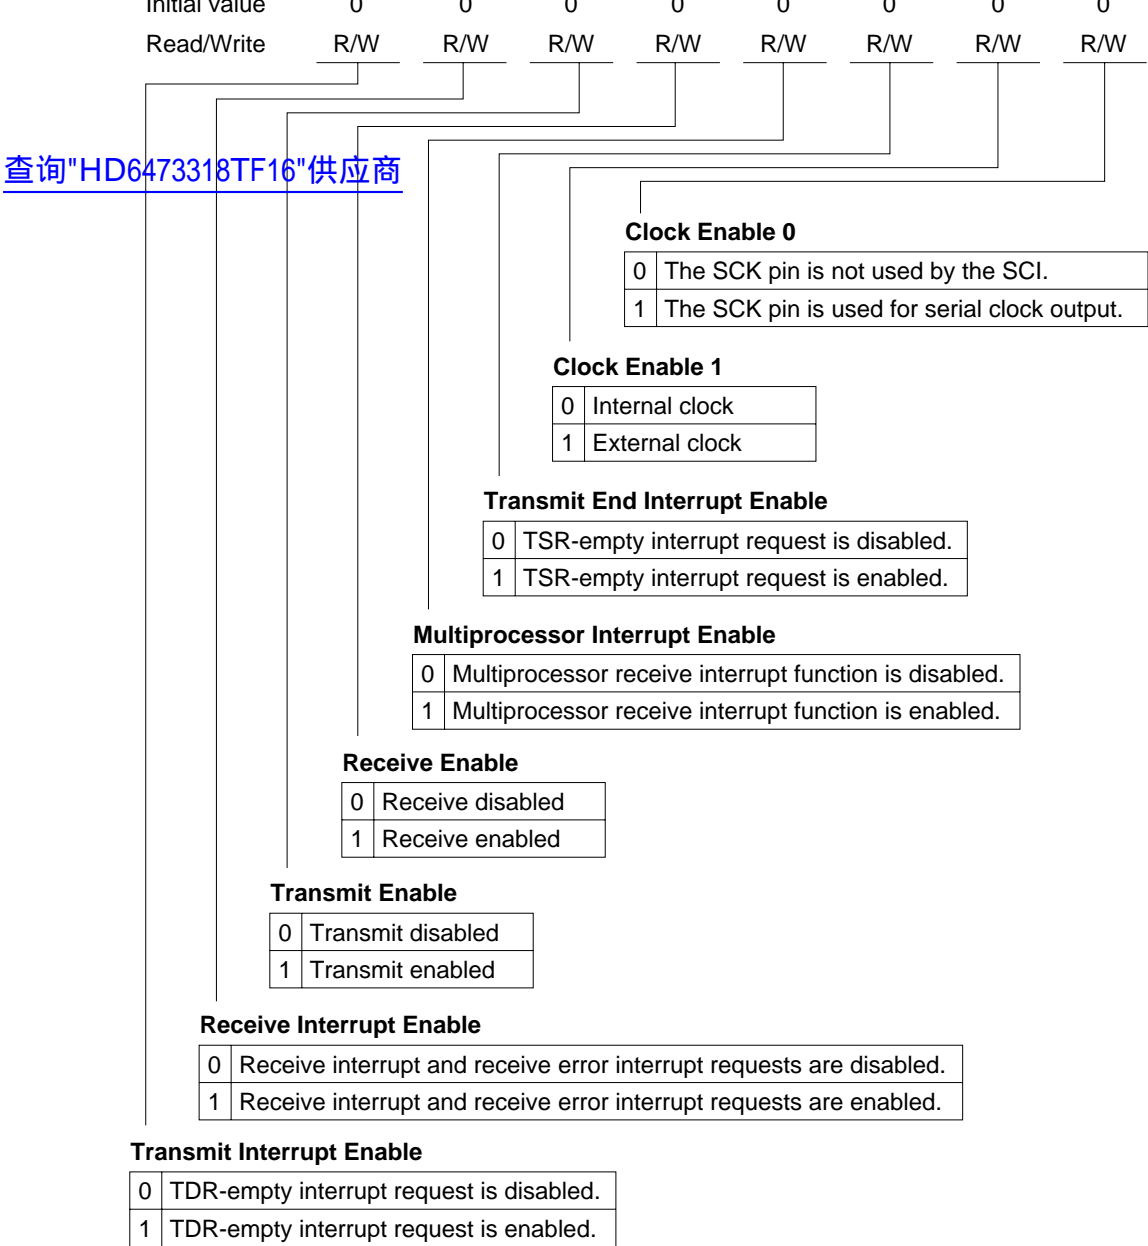 Initial value 0 0 0 0 0 0 0 0
Read/Write R/W R/W R/W R/W R/W R/W R/W R/W
查询"HD6473318TF16"供应商
Clock Enable 0
0 The SCK pin is not used by the SCI.
1 The SCK pin is used for serial clock output.
Clock Enable 1
0 Internal clock
1 External clock
Transmit End Interrupt Enable
0 TSR-empty interrupt request is disabled.
1 TSR-empty interrupt request is enabled.
Multiprocessor Interrupt Enable
0 Multiprocessor receive interrupt function is disabled.
1 Multiprocessor receive interrupt function is enabled.
Receive Enable
0 Receive disabled
1 Receive enabled
Transmit Enable
0 Transmit disabled
1 Transmit enabled
Receive Interrupt Enable
0 Receive interrupt and receive error interrupt requests are disabled.
1 Receive interrupt and receive error interrupt requests are enabled.
Transmit Interrupt Enable
0 TDR-empty interrupt request is disabled.
1 TDR-empty interrupt request is enabled.